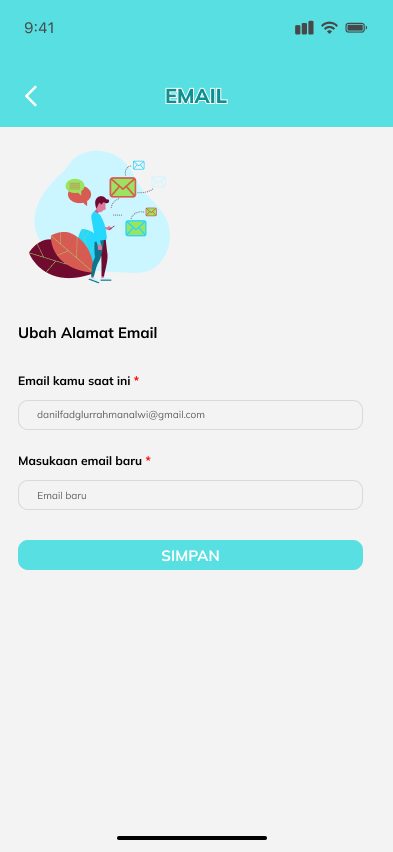 9:41
EMAIL
Ubah Alamat Email
Email kamu saat ini *
danilfadglurrahmanalwi@gmail.com
Masukaan email baru *
Email baru
SIMPAN